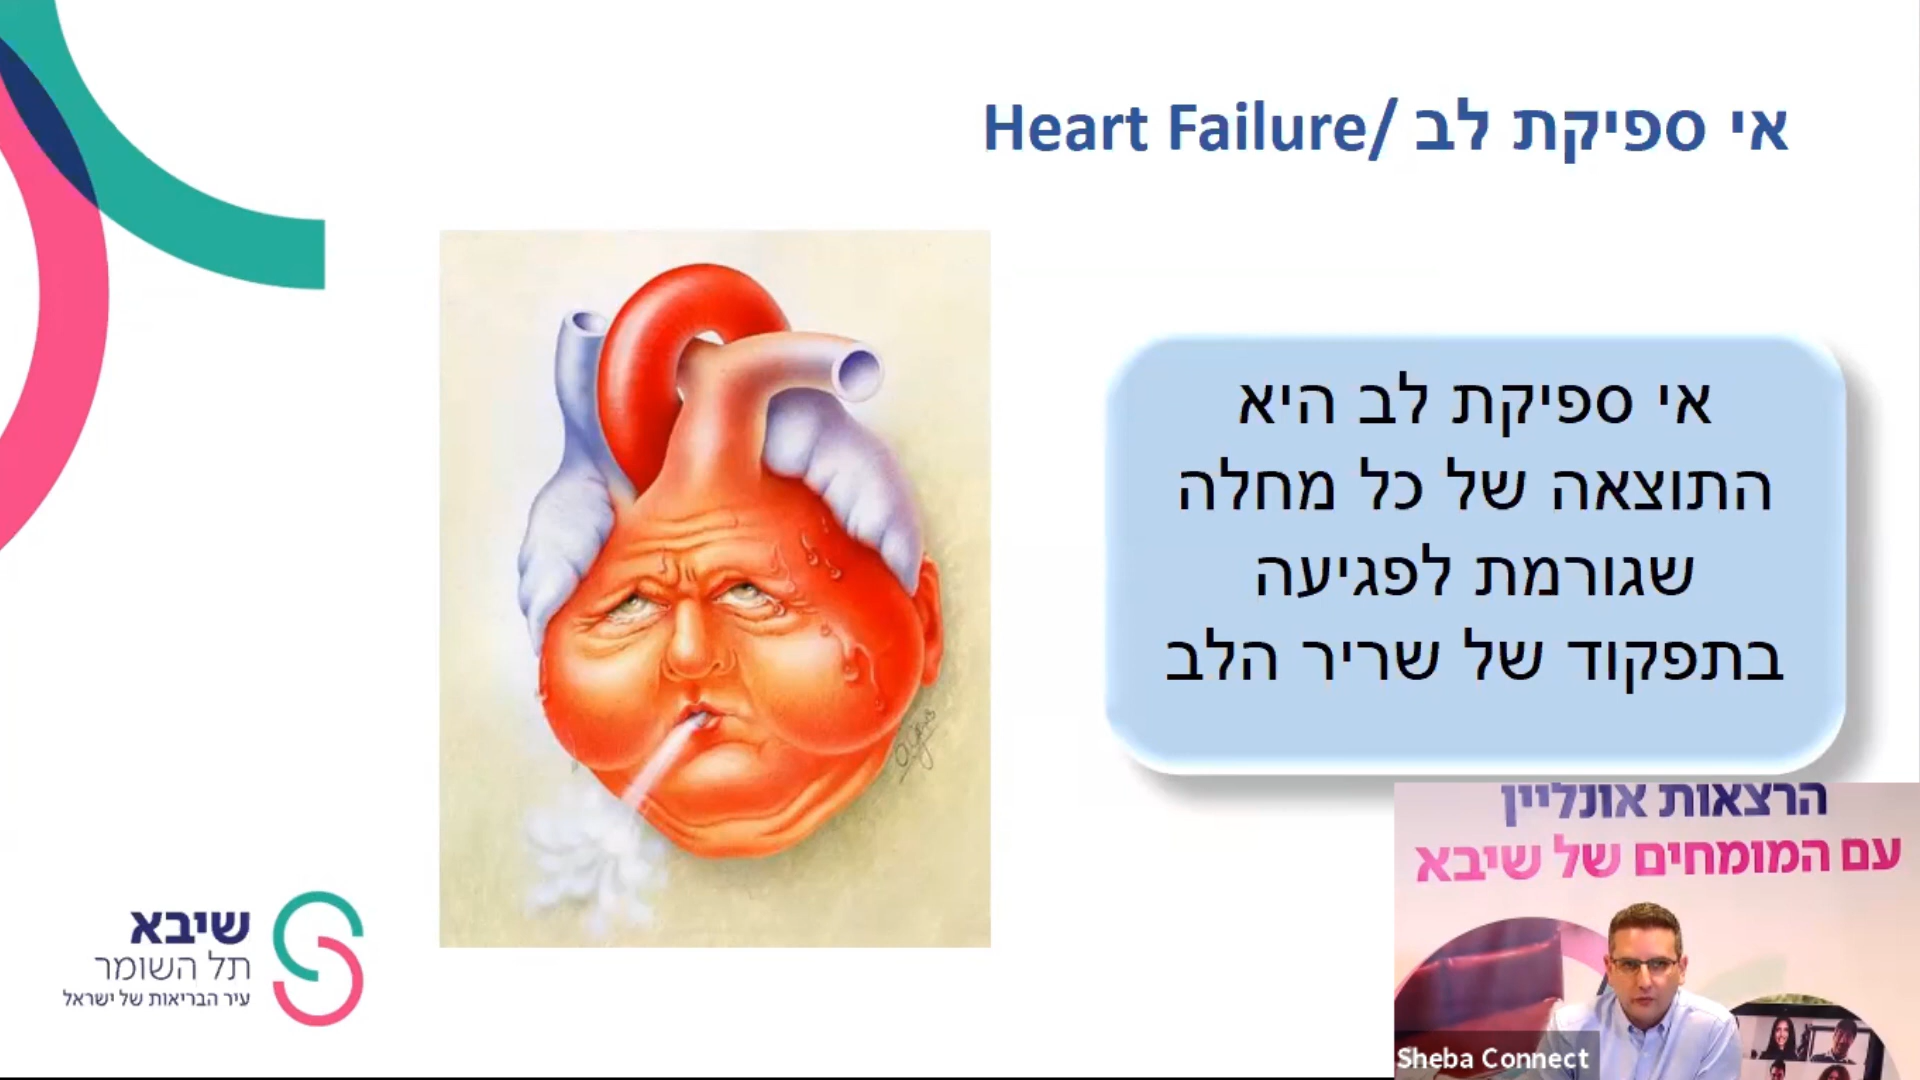 אי ספיקת לב /Heart Failure
אי ספיקת לב היא
התוצאה של כל מחלה
שגורמת לפגיעה
בתפקוד של שריר הלב
הרצאות אונליין
עם המומחים של שיבא
Sheba Connect
שיבא
תל השומר
עיר הבריאות של ישראל